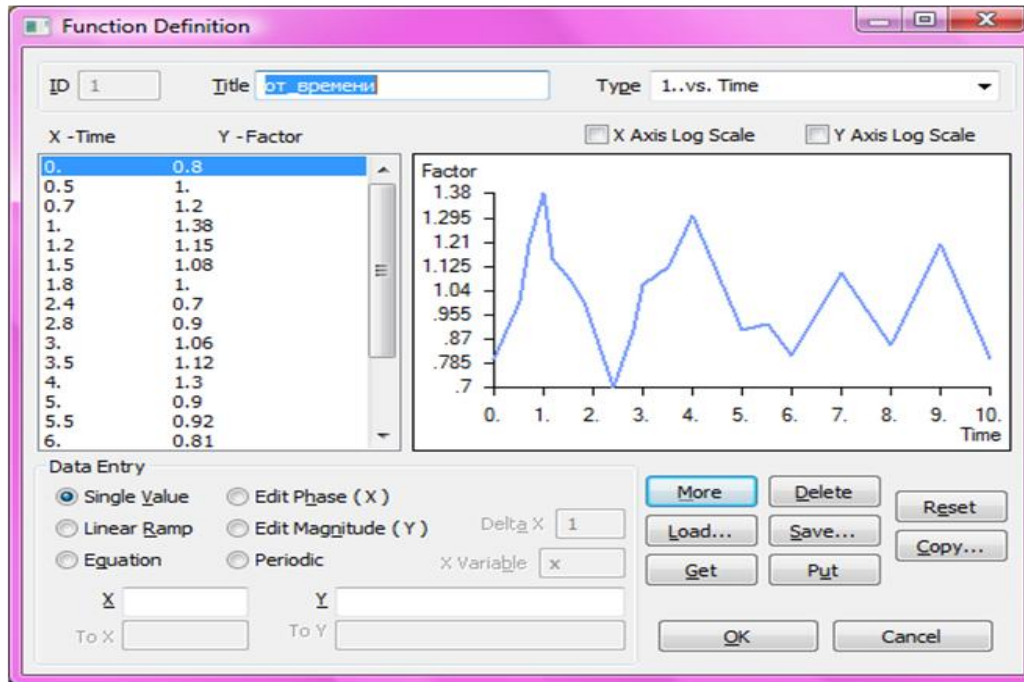 Function Definition
ID 1 Title от_времени Type 1..vs. Time
X -Time Y -Factor X Axis Log Scale Y Axis Log Scale
0. 0.8
0.5 1.
0.7 1.2
1. 1.38
1.2 1.15
1.5 1.08
1.8 1.
2.4 0.7
2.8 0.9
3. 1.06
3.5 1.12
4. 1.3
5. 0.9
5.5 0.92
6. 0.81
Factor
1.38
1.295
1.21
1.125
1.04
.955
.87
.785
.7
0. 1. 2. 3. 4. 5. 6. 7. 8. 9. 10.
Time
Data Entry
Single Value Edit Phase ( X )
Linear Ramp Edit Magnitude ( Y ) Delta X 1
Equation Periodic X Variable x
X Y
To X To Y
More Delete Reset
Load... Save... Copy...
Get Put
OK Cancel